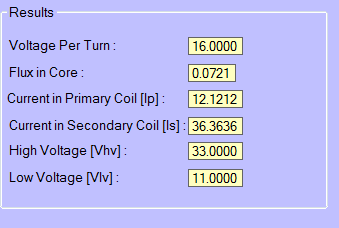 Results
Voltage Per Turn : 16.0000
Flux in Core : 0.0721
Current in Primary Coil [Ip] : 12.1212
Current in Secondary Coil [Is] : 36.3636
High Voltage [Vhv] : 33.0000
Low Voltage [Vlv] : 11.0000